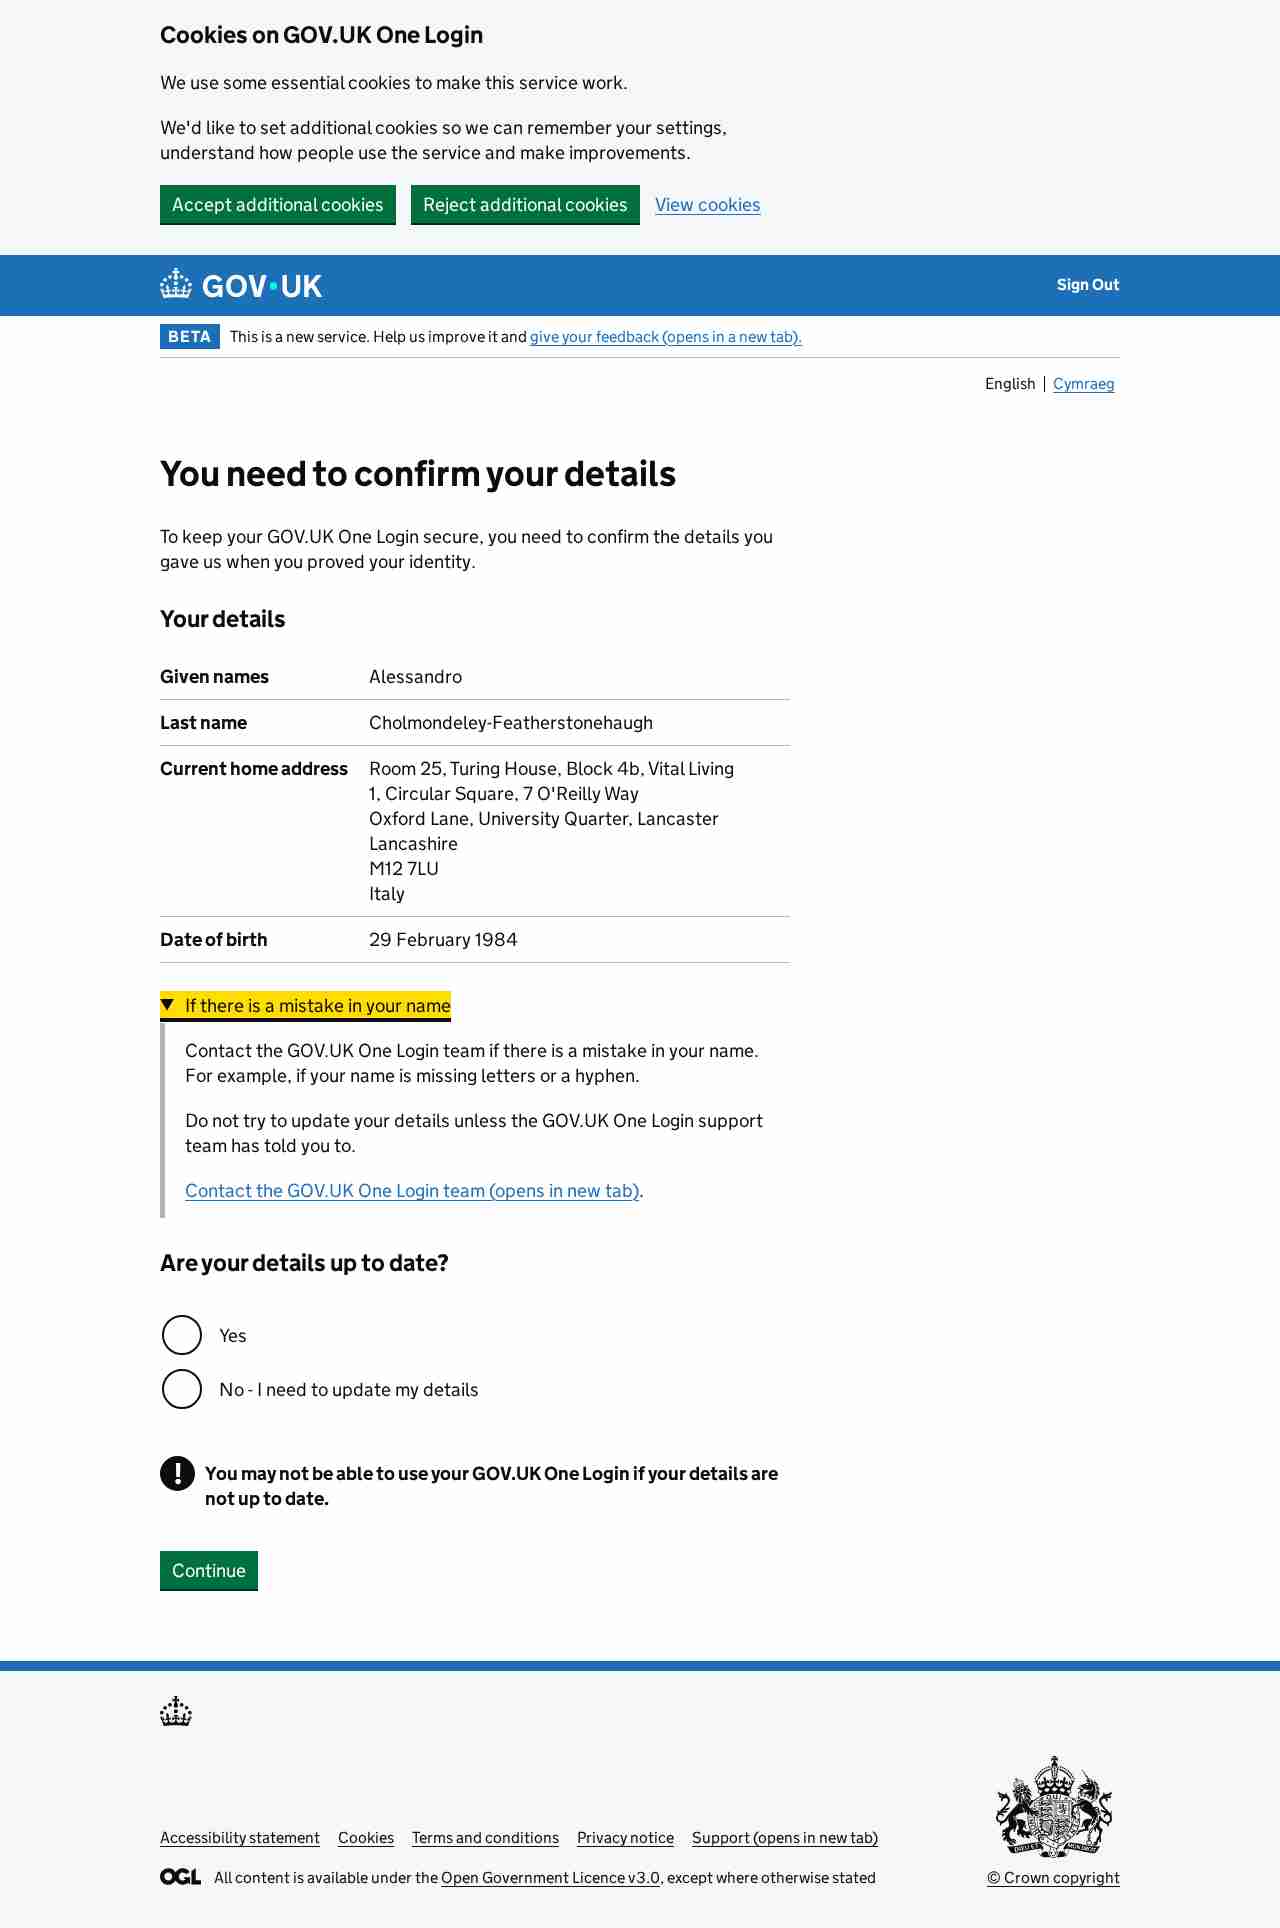 Cookies on GOV.UK One Login
We use some essential cookies to make this service work.
We'd like to set additional cookies so we can remember your settings,
understand how people use the service and make improvements.
Accept additional cookies
Reject additional cookies
View cookies
GOV.UK
Sign Out
BETA
This is a new service. Help us improve it and give your feedback (opens in a new tab).
English
Cymraeg
You need to confirm your details
To keep your GOV.UK One Login secure, you need to confirm the details you
gave us when you proved your identity.
Your details
Given names
Alessandro
Last name
Cholmondeley-Featherstonehaugh
Current home address
Room 25, Turing House, Block 4b, Vital Living
1, Circular Square, 7 O'Reilly Way
Oxford Lane, University Quarter, Lancaster
Lancashire
M12 7LU
Italy
Date of birth
29 February 1984
If there is a mistake in your name
Contact the GOV.UK One Login team if there is a mistake in your name.
For example, if your name is missing letters or a hyphen.
Do not try to update your details unless the GOV.UK One Login support
team has told you to.
Contact the GOV.UK One Login team (opens in new tab).
Are your details up to date?
Yes
No - I need to update my details
! You may not be able to use your GOV.UK One Login if your details are
not up to date.
Continue
Accessibility statement
Cookies
Terms and conditions
Privacy notice
Support (opens in new tab)
OGL
All content is available under the Open Government Licence v3.0, except where otherwise stated
© Crown copyright